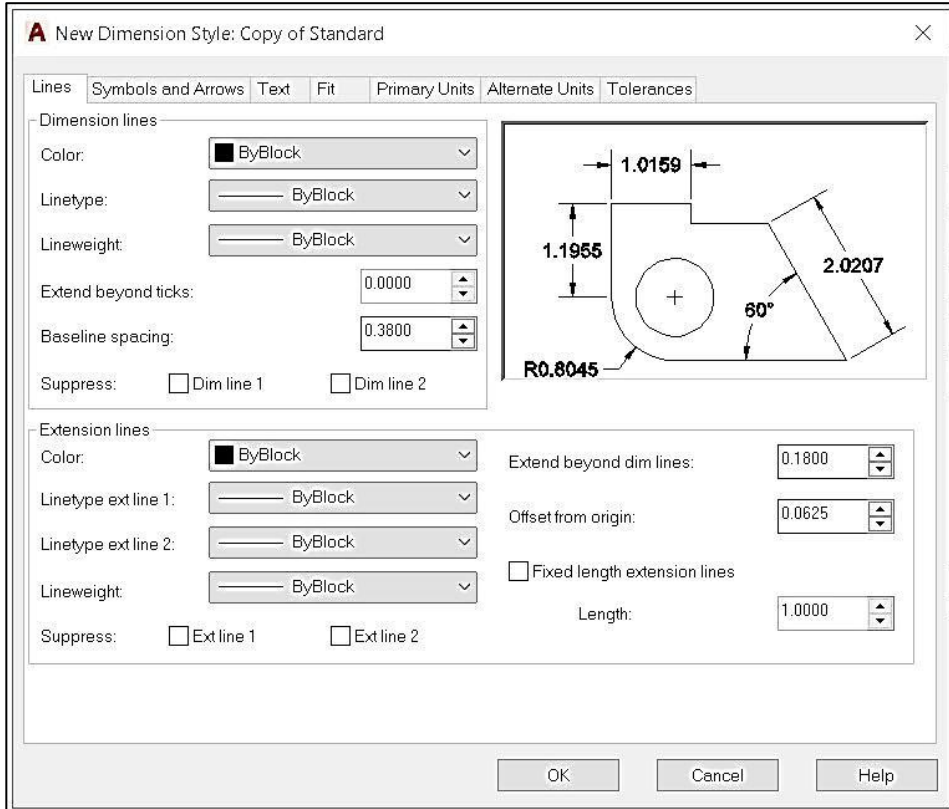 A New Dimension Style: Copy of Standard
Lines Symbols and Arrows Text Fit Primary Units Alternate Units Tolerances
Dimension lines
Color: ByBlock
Linetype: ByBlock
Lineweight: ByBlock
Extend beyond ticks: 0.0000
Baseline spacing: 0.3800
Suppress: Dim line 1 Dim line 2
1.0159
1.1955
2.0207
60°
R0.8045
Extension lines
Color: ByBlock
Linetype ext line 1: ByBlock
Linetype ext line 2: ByBlock
Lineweight: ByBlock
Suppress: Ext line 1 Ext line 2
Extend beyond dim lines: 0.1800
Offset from origin: 0.0625
Fixed length extension lines
Length: 1.0000
OK Cancel Help